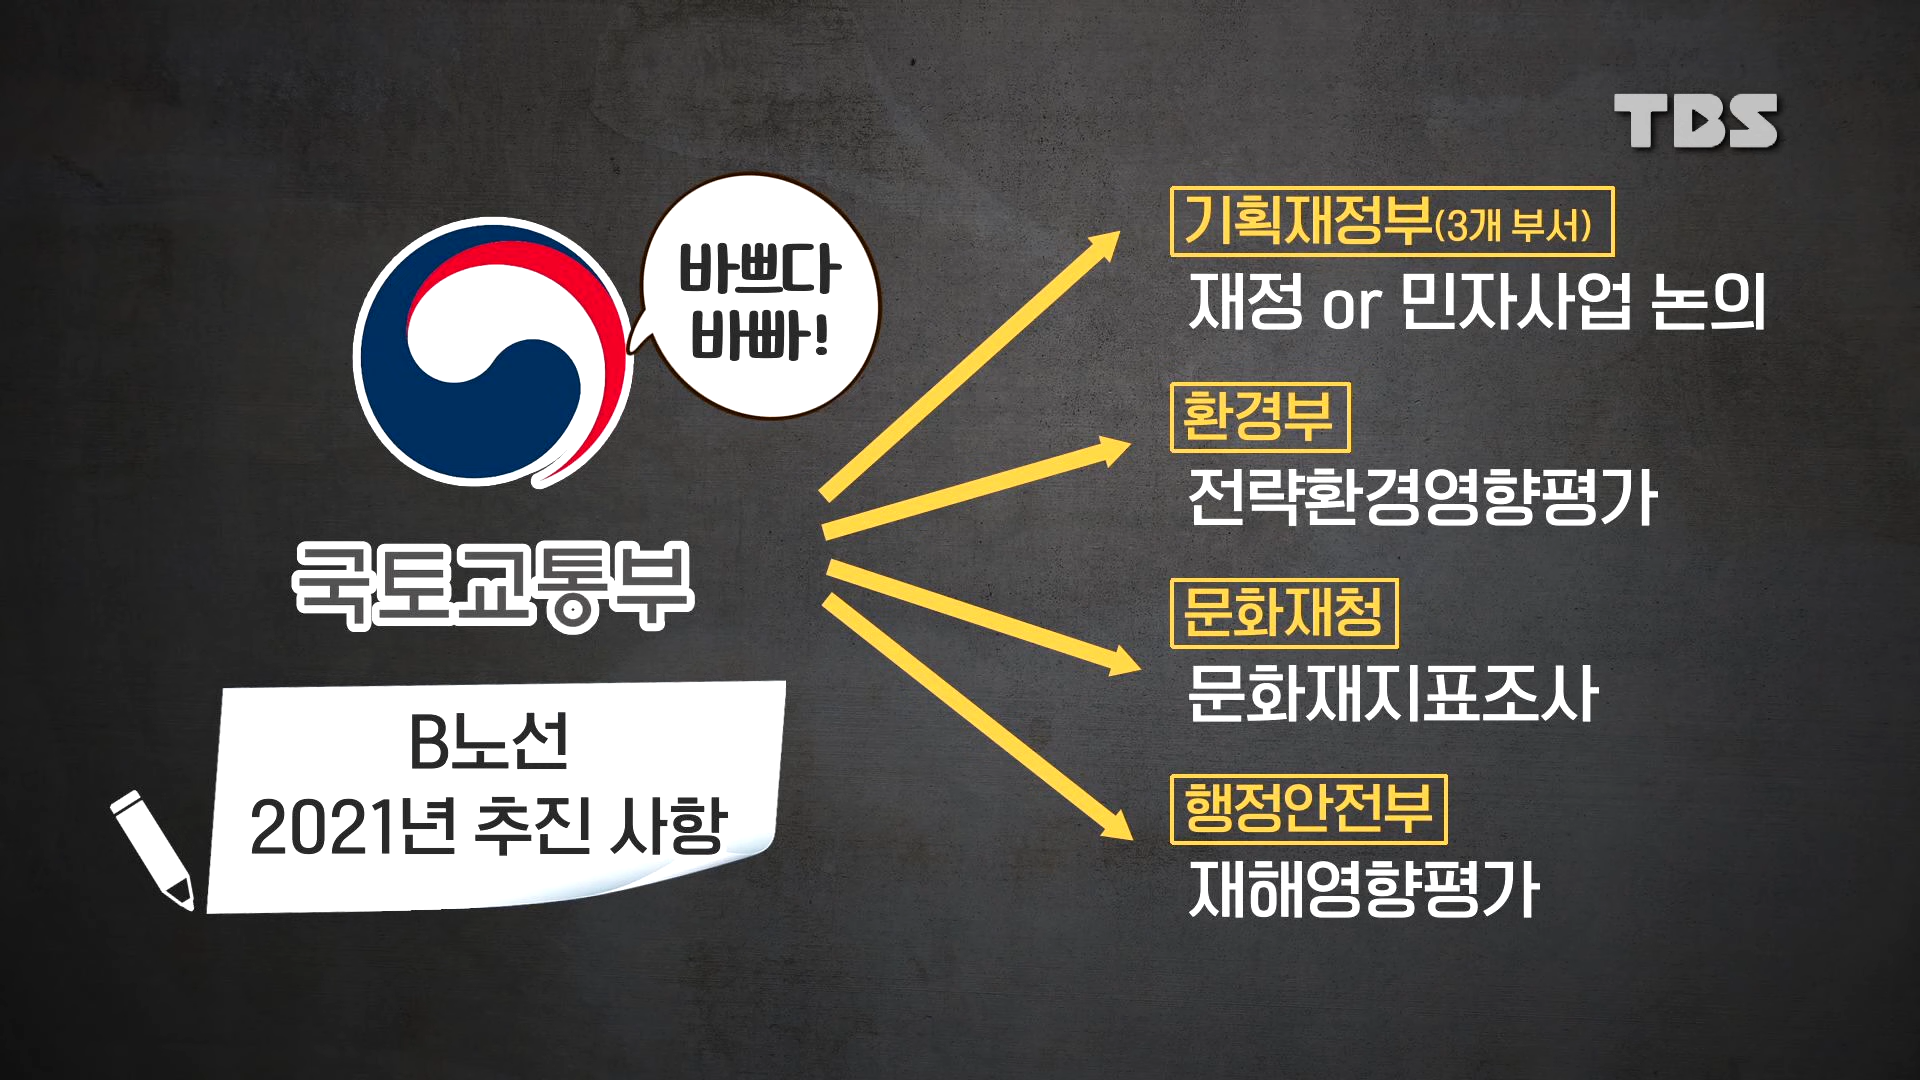 TBS
바쁘다
바빠!
국토교통부
B노선
2021년 추진 사항
기획재정부(3개 부서)
재정 or 민자사업 논의
환경부
전략환경영향평가
문화재청
문화재지표조사
행정안전부
재해영향평가